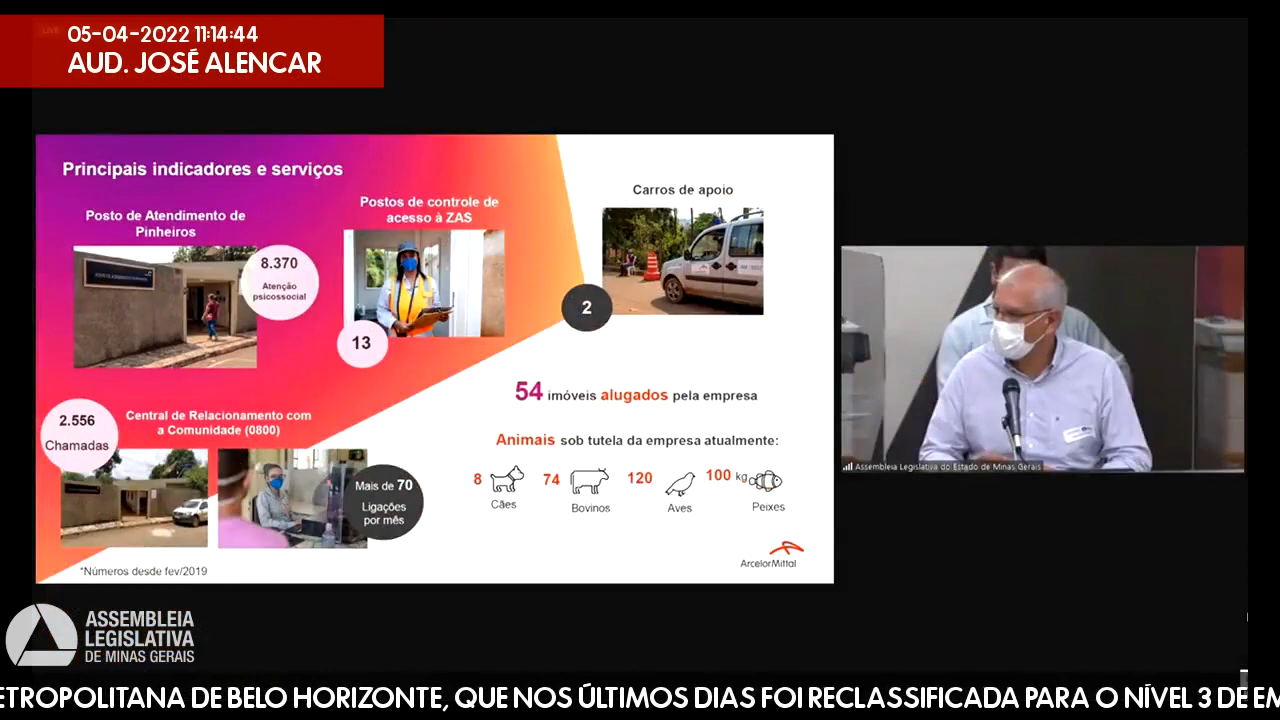 05-04-2022 11:14:44
AUD. JOSÉ ALENCAR
Principais indicadores e serviços
Posto de Atendimento de
Pinheiros
8.370
Atenção
psicossocial
Postos de controle de
acesso à ZAS
13
Carros de apoio
2
2.556
Chamadas
Central de Relacionamento com
a Comunidade (0800)
Mais de 70
Ligações
por mês
*Números desde fev/2019
54 imóveis alugados pela empresa
Animais sob tutela da empresa atualmente:
8
Cães
74
Bovinos
120
Aves
100 kg
Peixes
ArcelorMittal
Assembleia Legislativa do Estado de Minas Gerais
ASSEMBLEIA
LEGISLATIVA
DE MINAS GERAIS
ETROPOLITANA DE BELO HORIZONTE, QUE NOS ÚLTIMOS DIAS FOI RECLASSIFICADA PARA O NÍVEL 3 DE EM